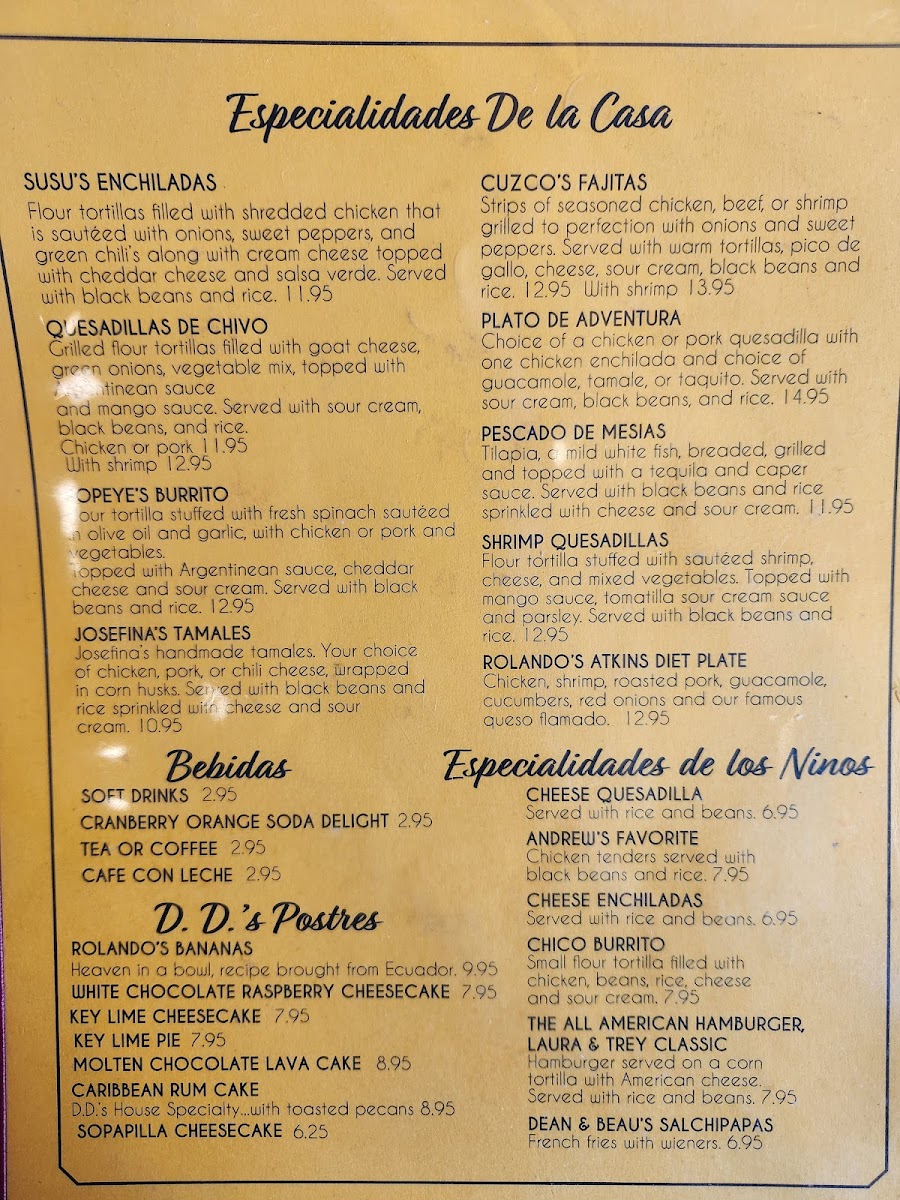 Especialidades De la Casa
SUSU'S ENCHILADAS
Flour tortillas filled with shredded chicken that
is sautéed with onions, sweet peppers, and
green chili's along with cream cheese topped
with cheddar cheese and salsa verde. Served
with black beans and rice. 11.95
QUESADILLAS DE CHIVO
Grilled flour tortillas filled with goat cheese,
green onions, vegetable mix, topped with
Argentinean sauce
and mango sauce. Served with sour cream,
black beans, and rice.
Chicken or pork 11.95
With shrimp 12.95
POPEYE'S BURRITO
Flour tortilla stuffed with fresh spinach sautéed
in olive oil and garlic, with chicken or pork and
vegetables.
Topped with Argentinean sauce, cheddar
cheese and sour cream. Served with black
beans and rice. 12.95
JOSEFINA'S TAMALES
Josefina's handmade tamales. Your choice
of chicken, pork, or chili cheese, wrapped
in corn husks. Served with black beans and
rice sprinkled with cheese and sour
cream. 10.95
CUZCO'S FAJITAS
Strips of seasoned chicken, beef, or shrimp
grilled to perfection with onions and sweet
peppers. Served with warm tortillas, pico de
gallo, cheese, sour cream, black beans and
rice. 12.95 With shrimp 13.95
PLATO DE ADVENTURA
Choice of a chicken or pork quesadilla with
one chicken enchilada and choice of
guacamole, tamale, or taquito. Served with
sour cream, black beans, and rice. 14.95
PESCADO DE MESIAS
Tilapia, a mild white fish, breaded, grilled
and topped with a tequila and caper
sauce. Served with black beans and rice
sprinkled with cheese and sour cream. 11.95
SHRIMP QUESADILLAS
Flour tortilla stuffed with sautéed shrimp,
cheese, and mixed vegetables. Topped with
mango sauce, tomatilla sour cream sauce
and parsley. Served with black beans and
rice. 12.95
ROLANDO'S ATKINS DIET PLATE
Chicken, shrimp, roasted pork, guacamole,
cucumbers, red onions and our famous
queso flamado. 12.95
Bebidas
SOFT DRINKS 2.95
CRANBERRY ORANGE SODA DELIGHT 2.95
TEA OR COFFEE 2.95
CAFE CON LECHE 2.95
D. D.'s Postres
ROLANDO'S BANANAS
Heaven in a bowl, recipe brought from Ecuador. 9.95
WHITE CHOCOLATE RASPBERRY CHEESECAKE 7.95
KEY LIME CHEESECAKE 7.95
KEY LIME PIE 7.95
MOLTEN CHOCOLATE LAVA CAKE 8.95
CARIBBEAN RUM CAKE
D.D.'s House Specialty...with toasted pecans 8.95
SOPAPILLA CHEESECAKE 6.25
Especialidades de los Ninos
CHEESE QUESADILLA
Served with rice and beans. 6.95
ANDREW'S FAVORITE
Chicken tenders served with
black beans and rice. 7.95
CHEESE ENCHILADAS
Served with rice and beans. 6.95
CHICO BURRITO
Small flour tortilla filled with
chicken, beans, rice, cheese
and sour cream. 7.95
THE ALL AMERICAN HAMBURGER,
LAURA & TREY CLASSIC
Hamburger served on a corn
tortilla with American cheese.
Served with rice and beans. 7.95
DEAN & BEAU'S SALCHIPAPAS
French fries with wieners. 6.95